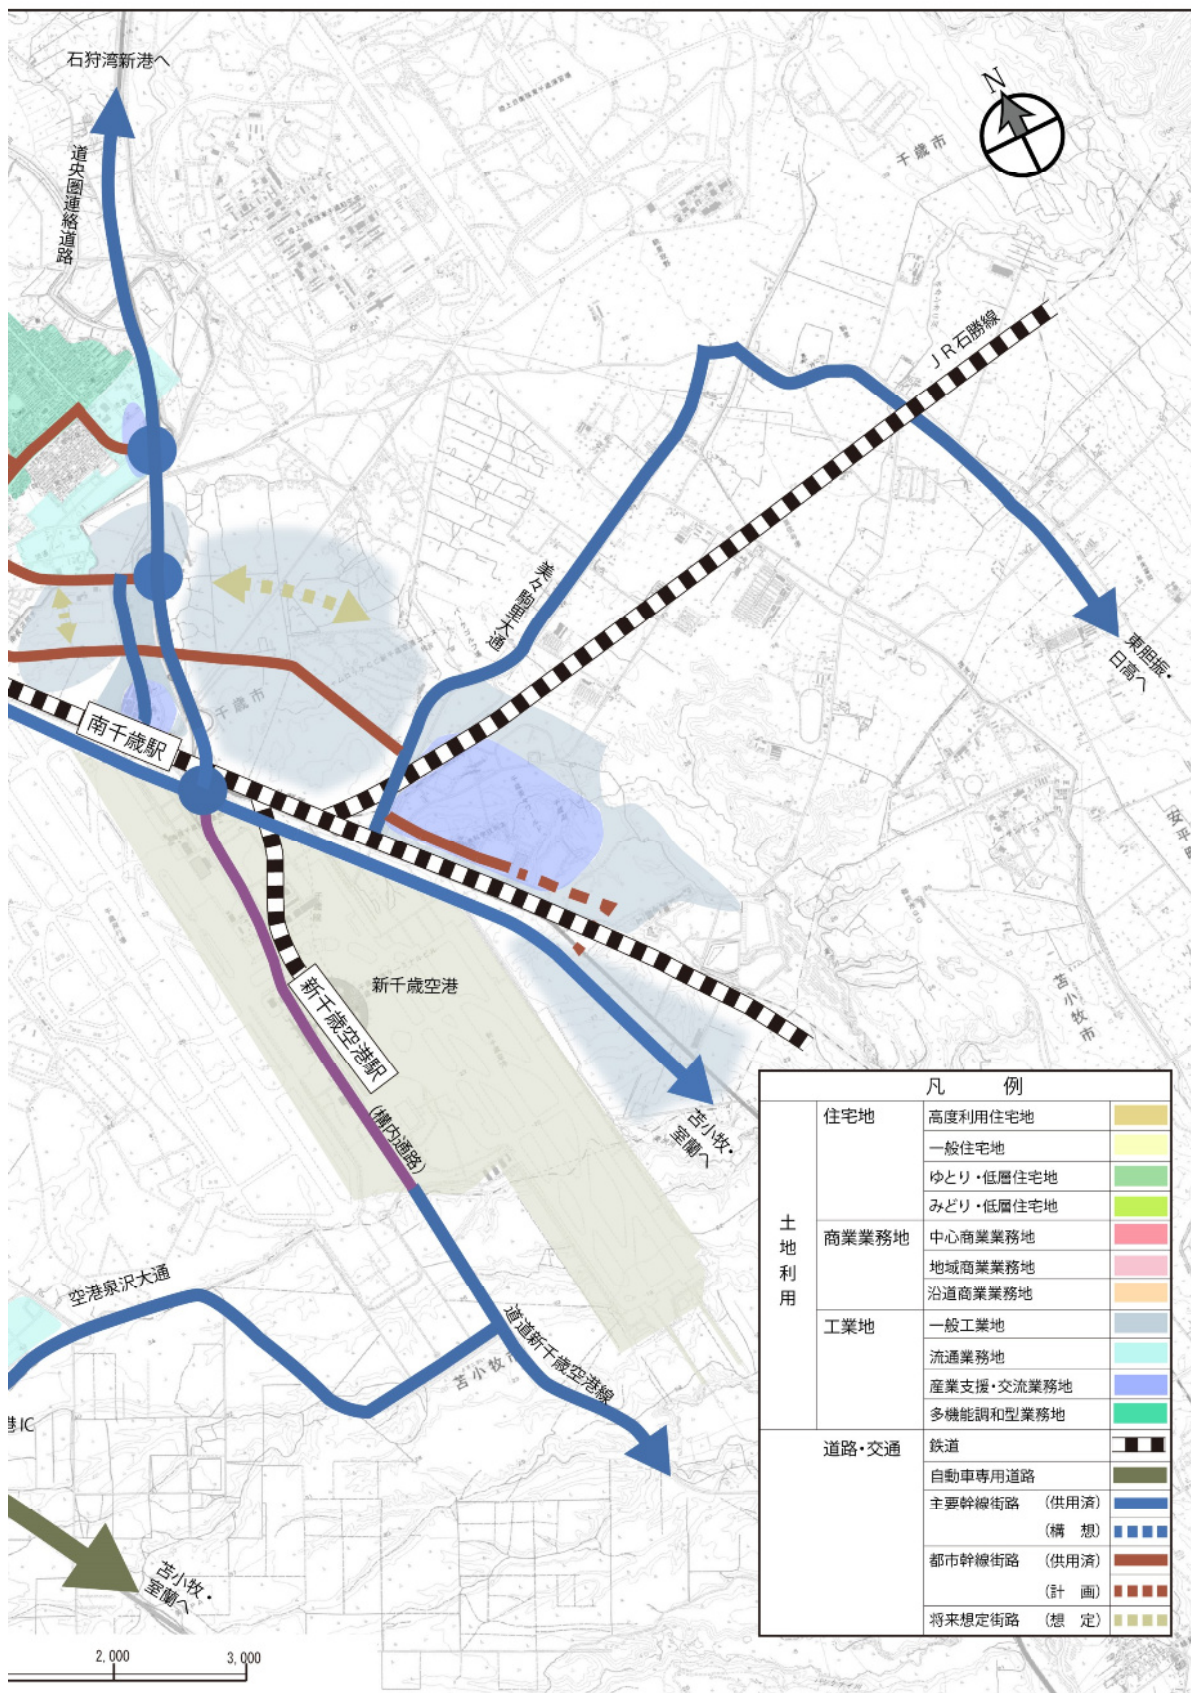 石狩湾新港へ
道央圏連絡道路
N
千歳市
JR石勝線
美々駒里大通
東胆振・
日高へ
千歳市
南千歳駅
安平
新千歳空港
新千歳空港駅
(構内通路)
苫小牧市
苫小牧・
室蘭へ
空港泉沢大通
道道新千歳空港線
苫小牧市
港IC
苫小牧・
室蘭へ
2,000
3,000
凡 例
土地利用
住宅地
高度利用住宅地
一般住宅地
ゆとり・低層住宅地
みどり・低層住宅地
商業業務地
中心商業業務地
地域商業業務地
沿道商業業務地
工業地
一般工業地
流通業務地
産業支援・交流業務地
多機能調和型業務地
道路・交通
鉄道
自動車専用道路
主要幹線街路 (供用済)
(構 想)
都市幹線街路 (供用済)
(計 画)
将来想定街路 (想 定)